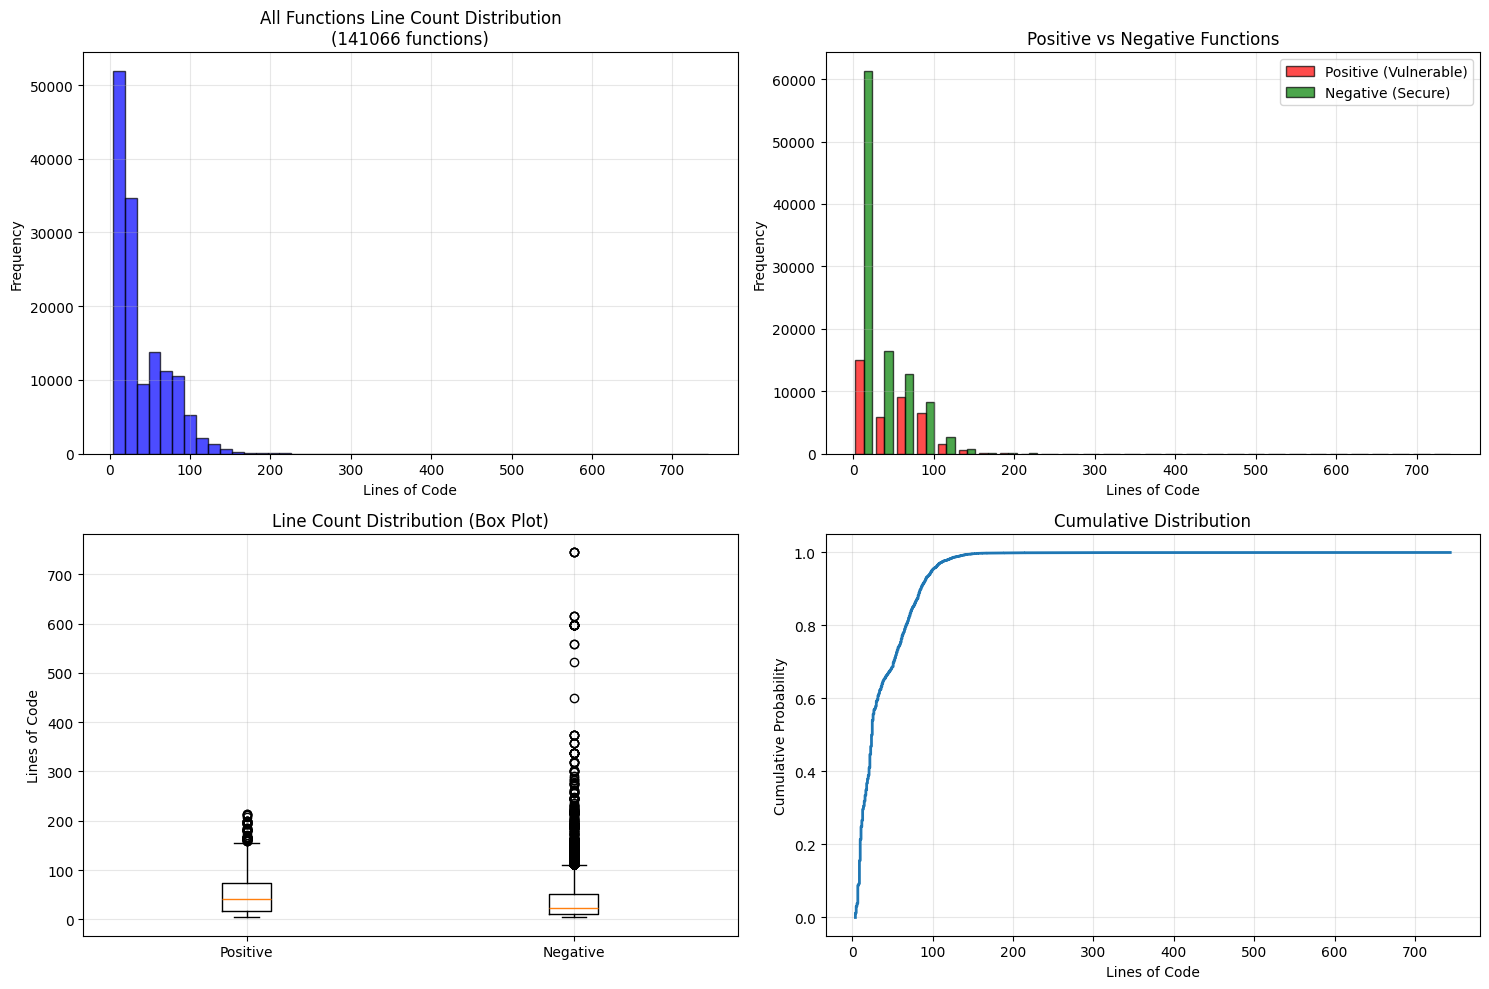 All Functions Line Count Distribution
(141066 functions)
50000
40000
30000
20000
10000
0
Frequency
0 100 200 300 400 500 600 700
Lines of Code
Positive vs Negative Functions
Positive (Vulnerable)
Negative (Secure)
60000
50000
40000
30000
20000
10000
0
Frequency
0 100 200 300 400 500 600 700
Lines of Code
Line Count Distribution (Box Plot)
700
600
500
400
300
200
100
0
Lines of Code
Positive Negative
Cumulative Distribution
1.0
0.8
0.6
0.4
0.2
0.0
Cumulative Probability
0 100 200 300 400 500 600 700
Lines of Code